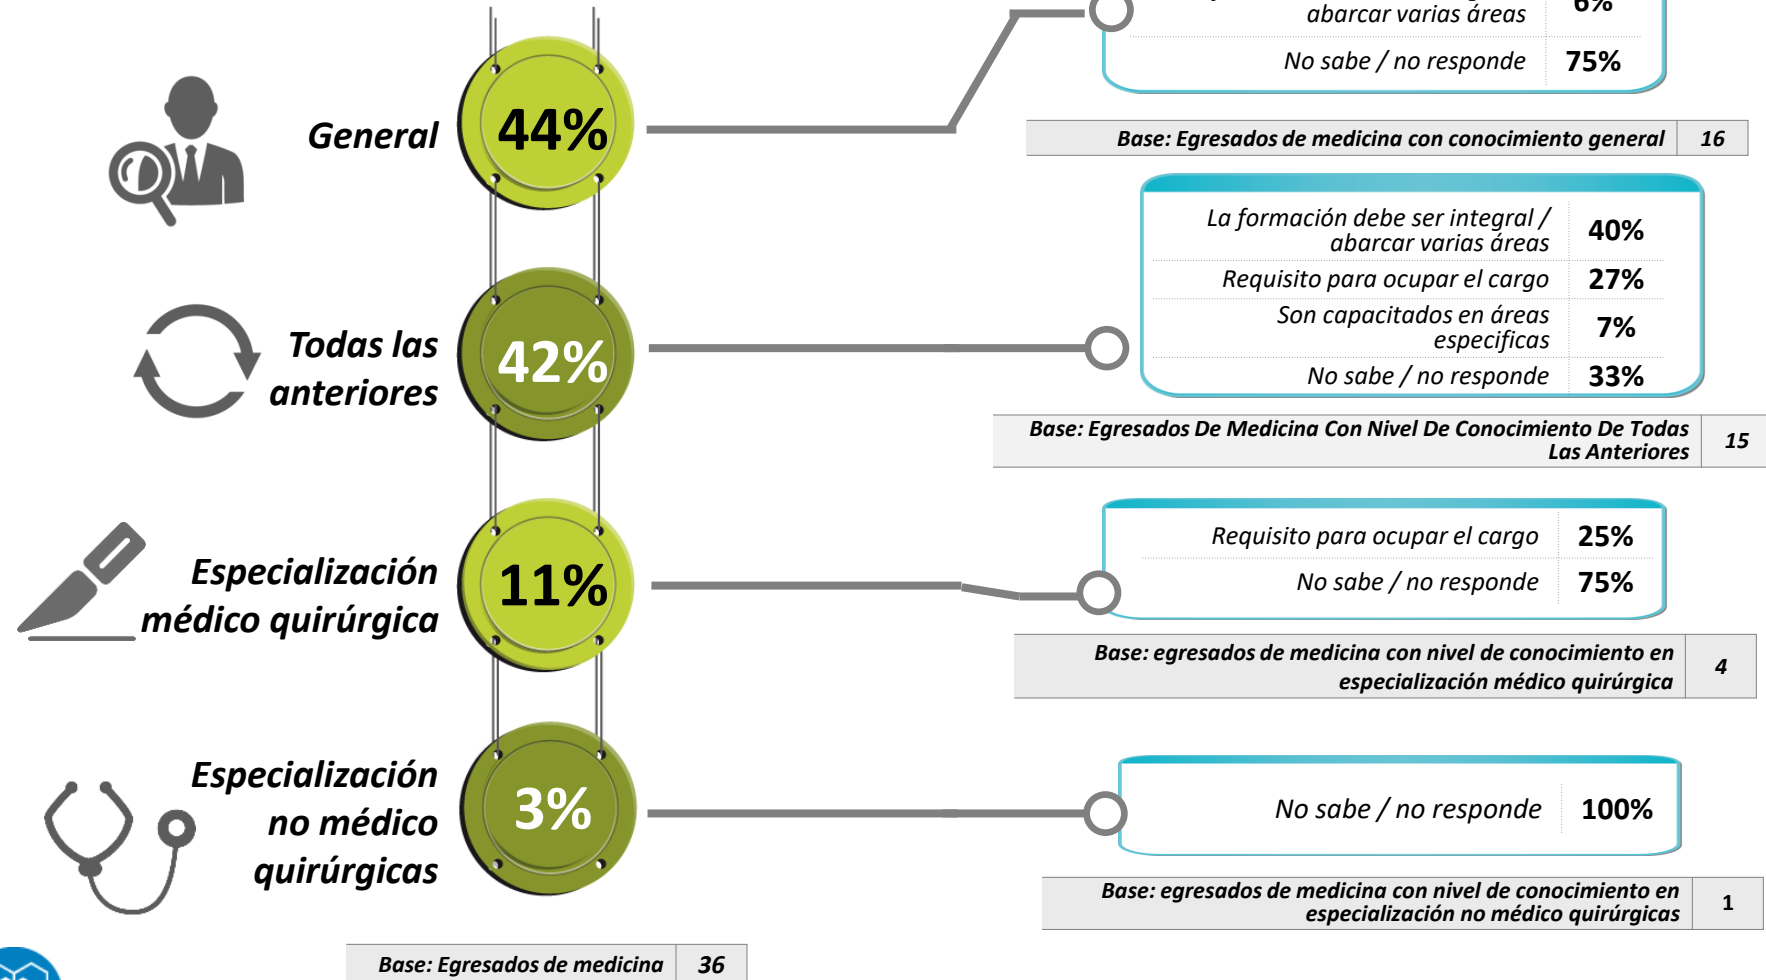 abarcar varias áreas 6%
No sabe / no responde 75%
General 44%
Base: Egresados de medicina con conocimiento general 16
La formación debe ser integral /
abarcar varias áreas 40%
Requisito para ocupar el cargo 27%
Son capacitados en áreas
especificas 7%
No sabe / no responde 33%
Todas las
anteriores 42%
Base: Egresados De Medicina Con Nivel De Conocimiento De Todas
Las Anteriores 15
Especialización
médico quirúrgica 11%
Requisito para ocupar el cargo 25%
No sabe / no responde 75%
Base: egresados de medicina con nivel de conocimiento en
especialización médico quirúrgica 4
Especialización
no médico
quirúrgicas 3%
No sabe / no responde 100%
Base: egresados de medicina con nivel de conocimiento en
especialización no médico quirúrgicas 1
Base: Egresados de medicina 36